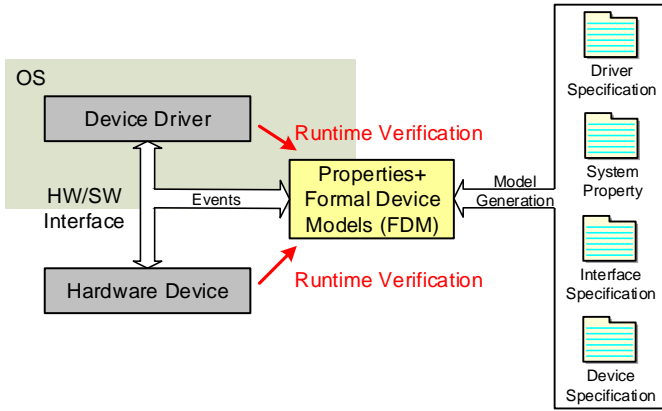 OS
Device Driver
Runtime Verification
HW/SW
Interface
Events
Properties+
Formal Device
Models (FDM)
Model
Generation
Hardware Device
Runtime Verification
Driver
Specification
System
Property
Interface
Specification
Device
Specification